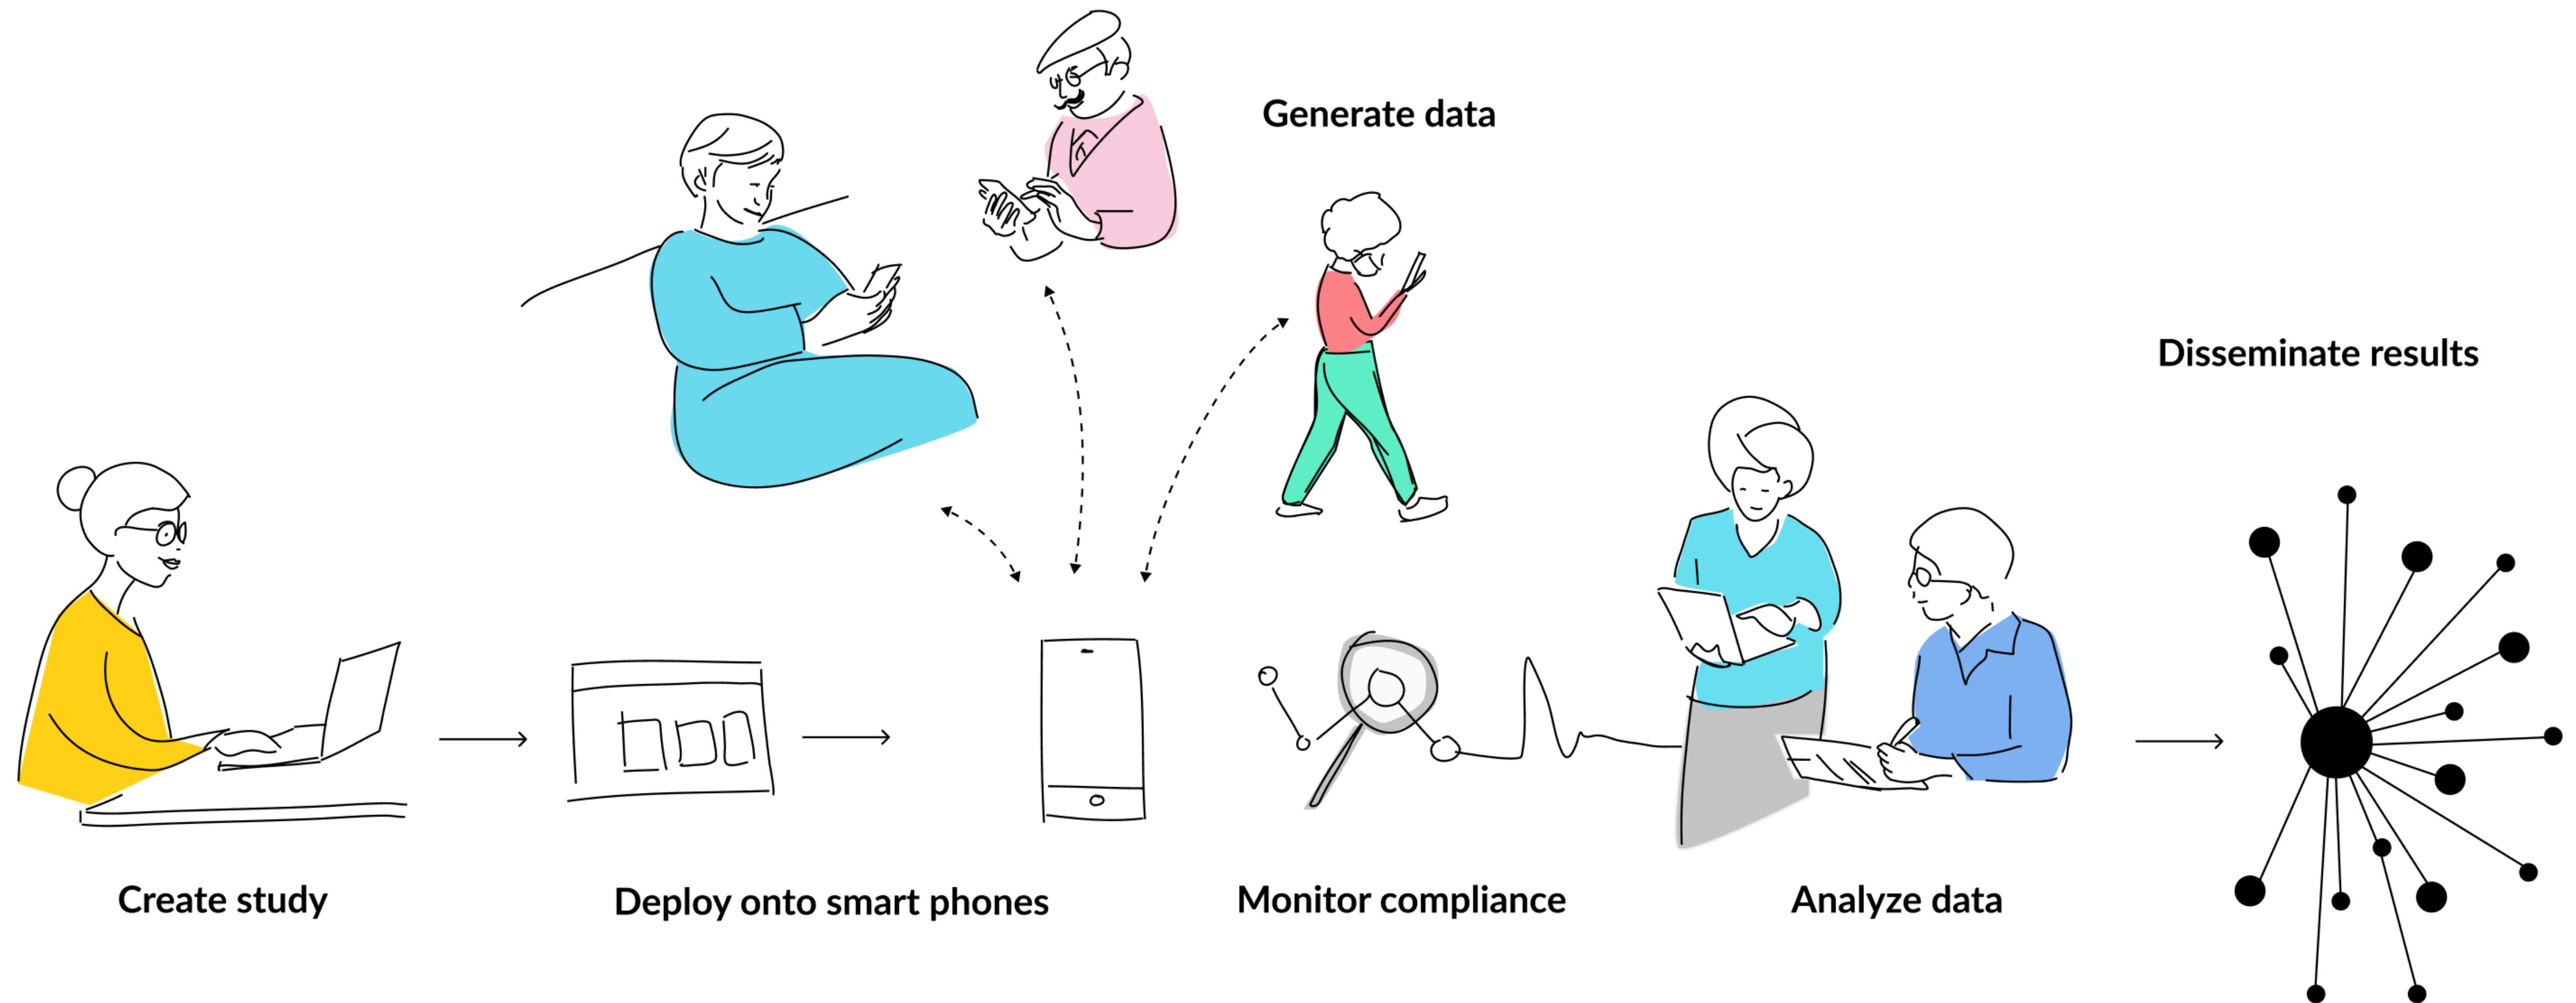 Generate data
Disseminate results
Create study
Deploy onto smart phones
Monitor compliance
Analyze data